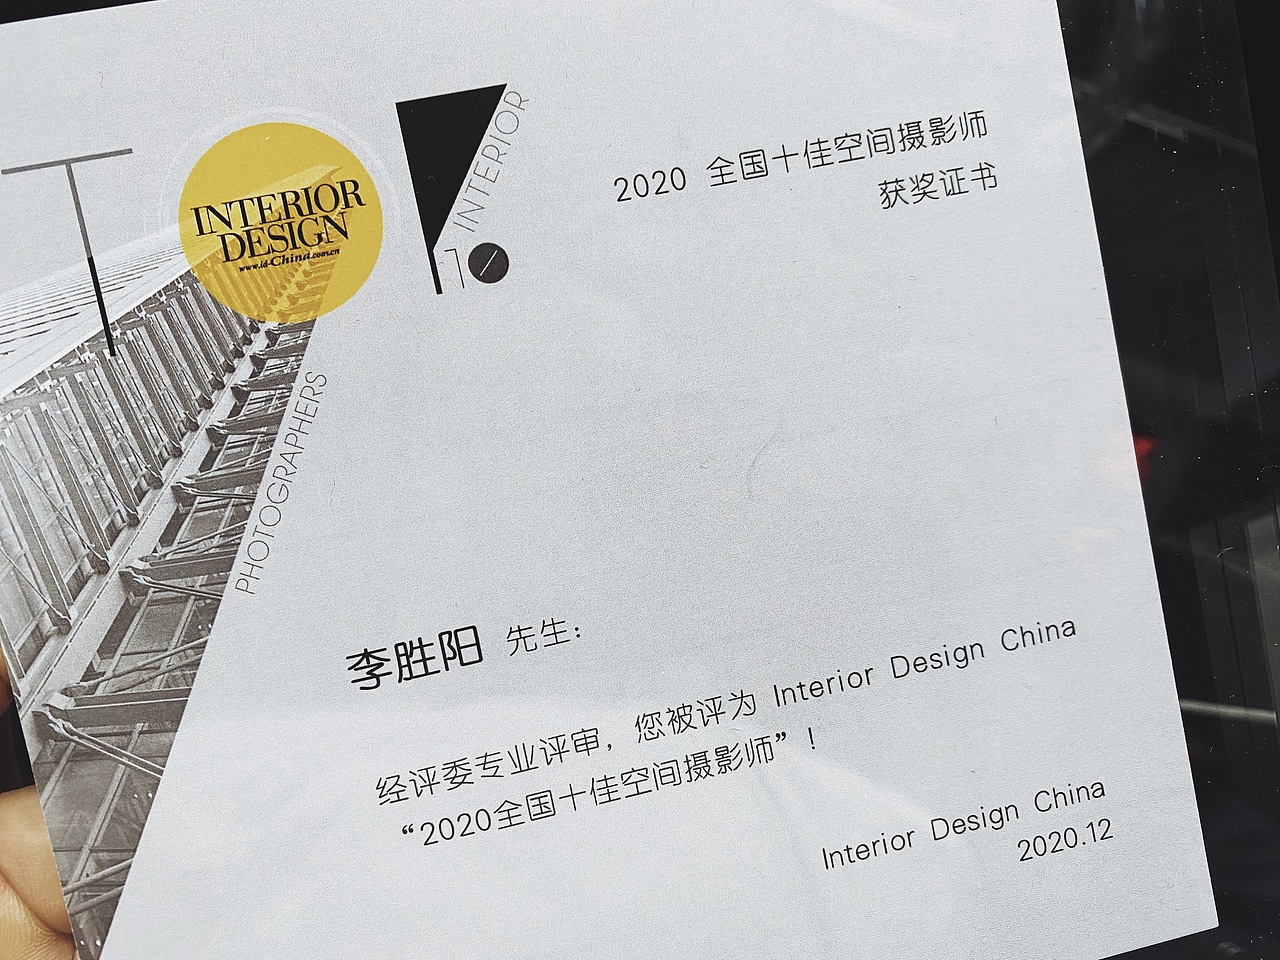 INTERIOR
DESIGN
www.id-China.com.cn
INTERIOR
10
PHOTOGRAPHERS
2020 全国十佳空间摄影师
获奖证书
李胜阳 先生:
经评委专业评审，您被评为 Interior Design China
“2020全国十佳空间摄影师”！
Interior Design China
2020.12